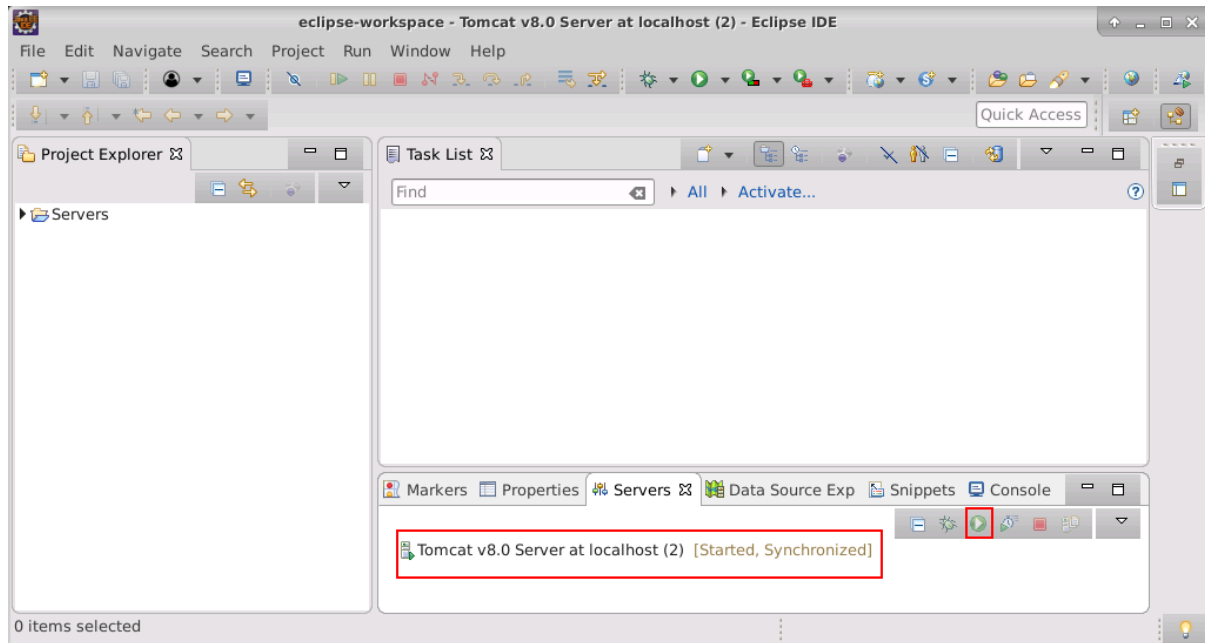 eclipse-workspace - Tomcat v8.0 Server at localhost (2) - Eclipse IDE
File Edit Navigate Search Project Run Window Help
Quick Access
Project Explorer
Task List
Find
All
Activate...
Servers
Markers Properties Servers Data Source Exp Snippets Console
Tomcat v8.0 Server at localhost (2) [Started, Synchronized]
0 items selected